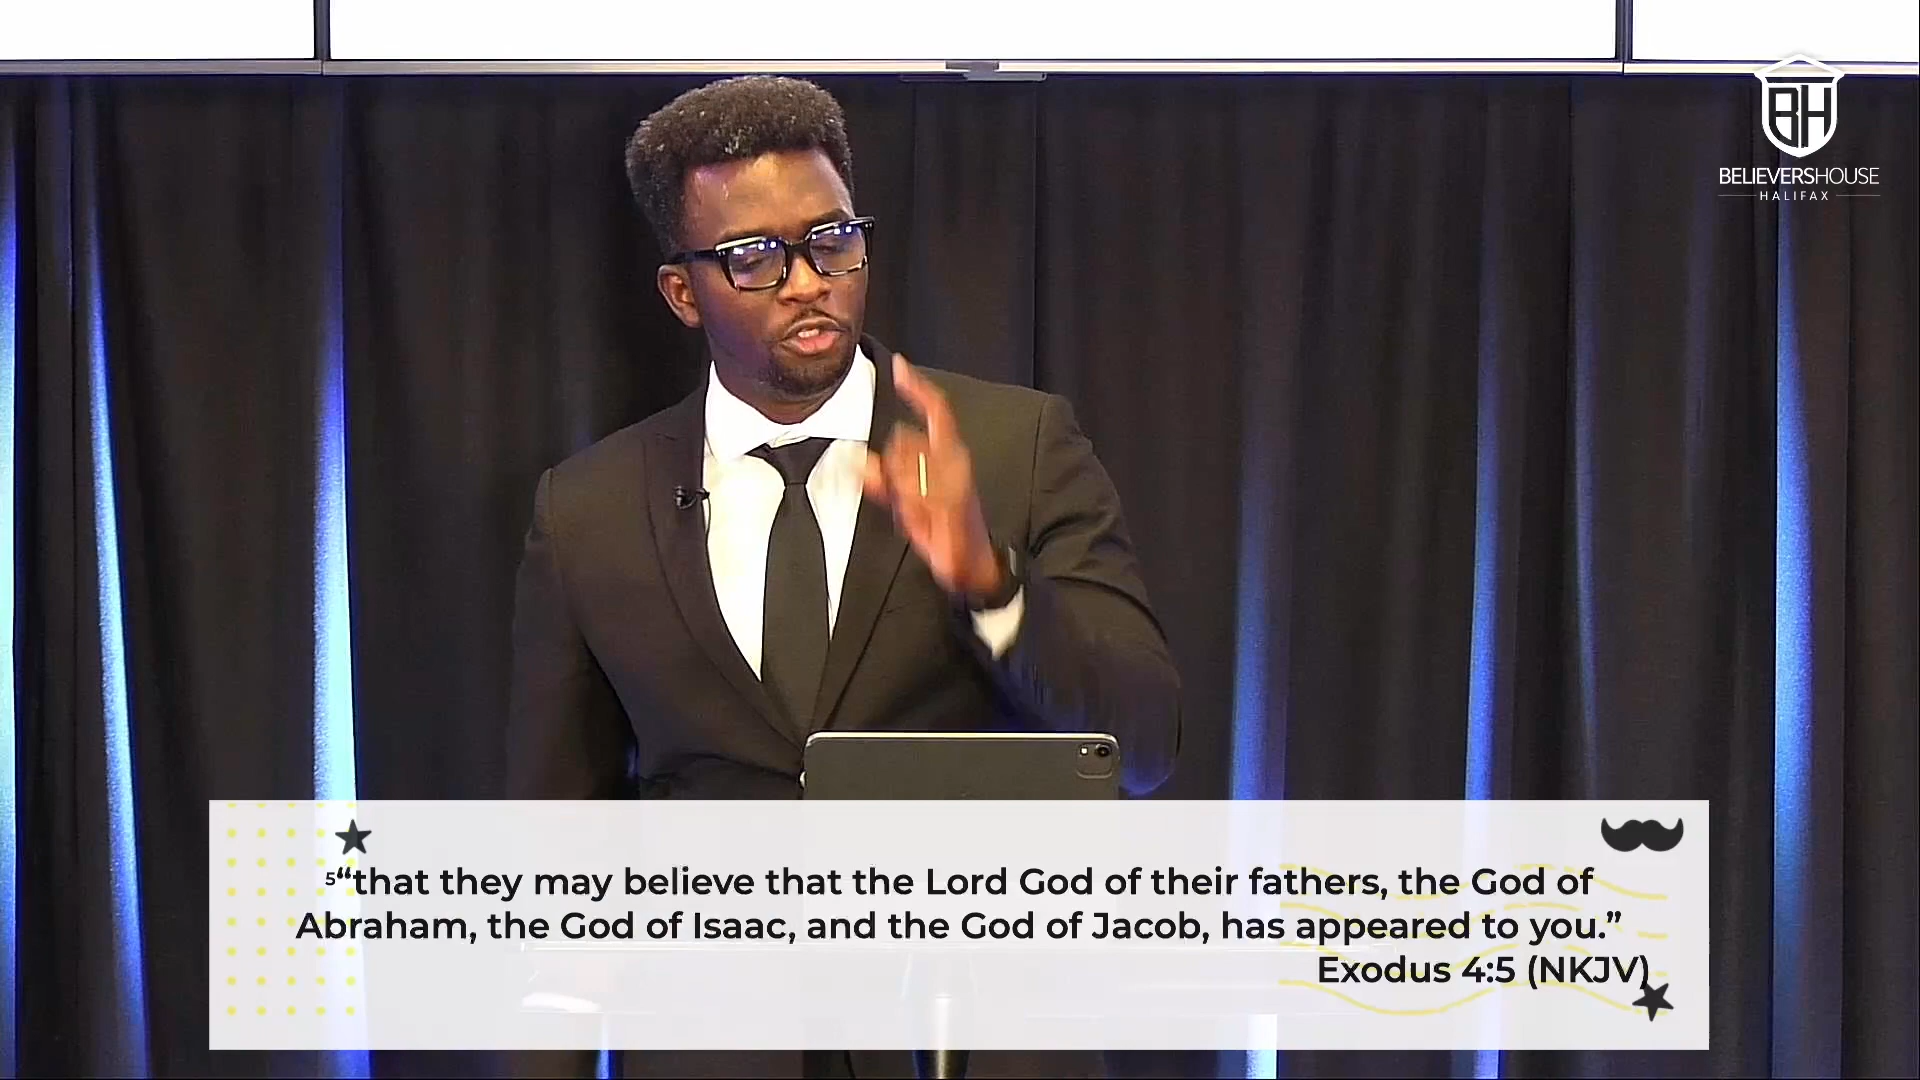 BH
BELIEVERSHOUSE
HALIFAX
5“that they may believe that the Lord God of their fathers, the God of
Abraham, the God of Isaac, and the God of Jacob, has appeared to you.”
Exodus 4:5 (NKJV)